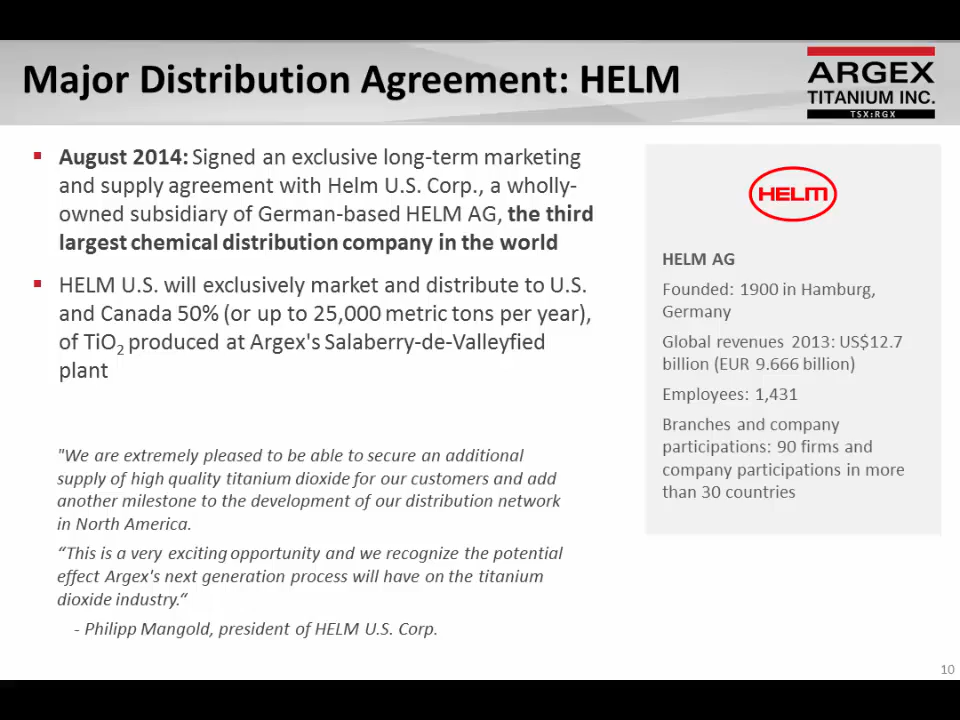 Major Distribution Agreement: HELM
ARGEX
TITANIUM INC.
TSX:RGX
▪ August 2014: Signed an exclusive long-term marketing
and supply agreement with Helm U.S. Corp., a wholly-
owned subsidiary of German-based HELM AG, the third
largest chemical distribution company in the world
▪ HELM U.S. will exclusively market and distribute to U.S.
and Canada 50% (or up to 25,000 metric tons per year),
of TiO2 produced at Argex's Salaberry-de-Valleyfied
plant
"We are extremely pleased to be able to secure an additional
supply of high quality titanium dioxide for our customers and add
another milestone to the development of our distribution network
in North America.
“This is a very exciting opportunity and we recognize the potential
effect Argex's next generation process will have on the titanium
dioxide industry.“
- Philipp Mangold, president of HELM U.S. Corp.
HELM
HELM AG
Founded: 1900 in Hamburg,
Germany
Global revenues 2013: US$12.7
billion (EUR 9.666 billion)
Employees: 1,431
Branches and company
participations: 90 firms and
company participations in more
than 30 countries
10